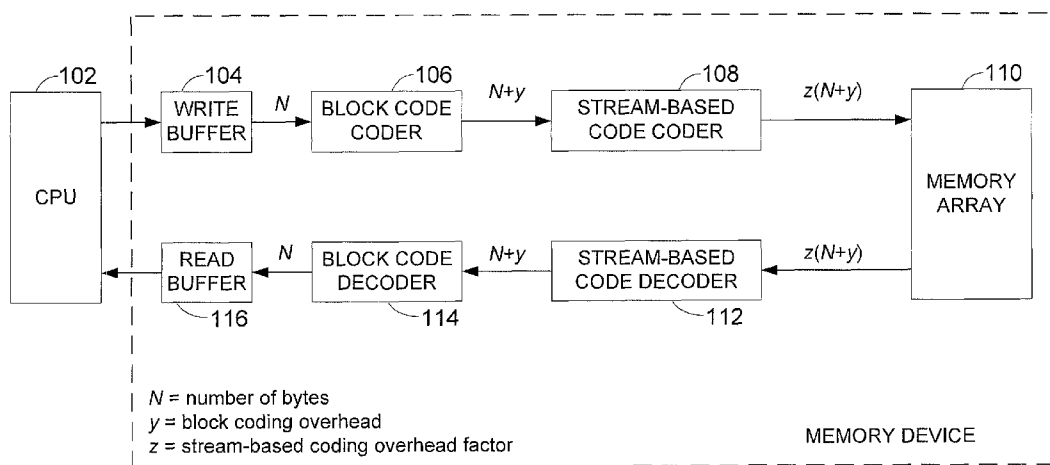 102
CPU
104
WRITE
BUFFER
N
106
BLOCK CODE
CODER
N+y
108
STREAM-BASED
CODE CODER
z(N+y)
110
MEMORY
ARRAY
READ
BUFFER
116
N
BLOCK CODE
DECODER
114
N+y
STREAM-BASED
CODE DECODER
112
z(N+y)
N = number of bytes
y = block coding overhead
z = stream-based coding overhead factor
MEMORY DEVICE